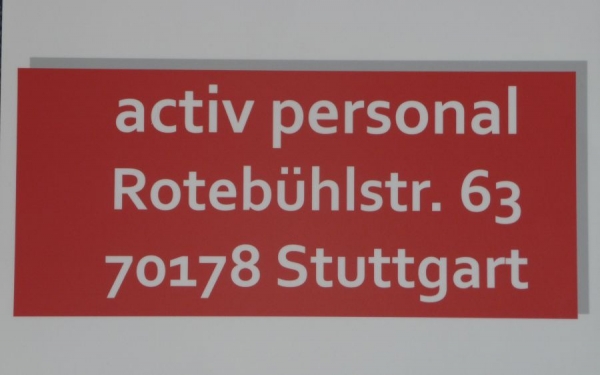 activ personal
Rotebühlstr. 63
70178 Stuttgart